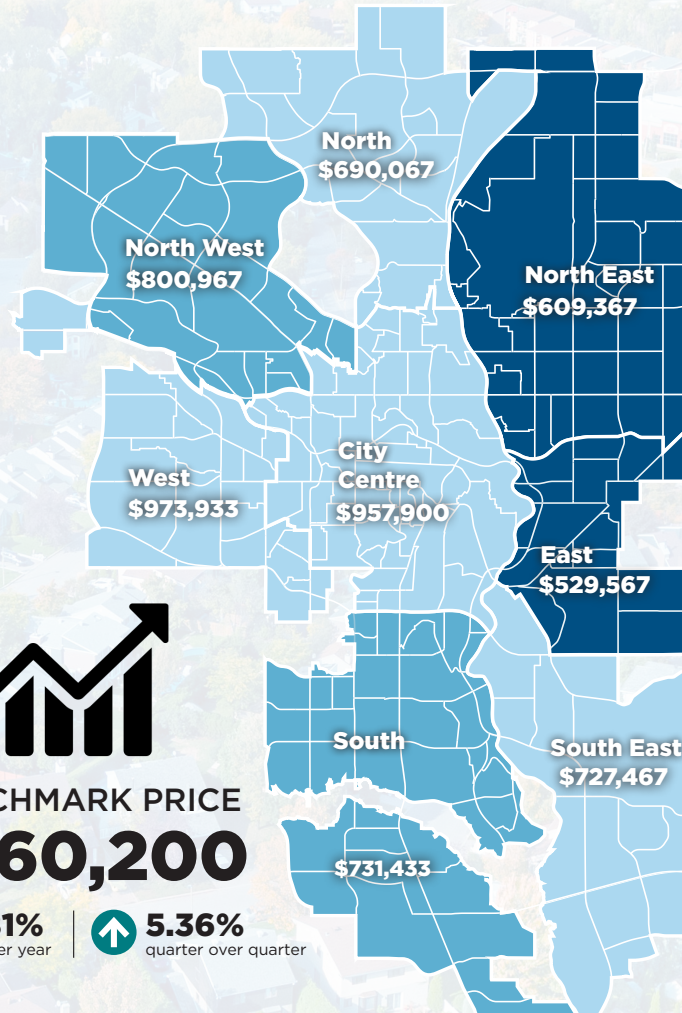 North
$690,067
North West
$800,967
North East
$609,367
City
Centre
$957,900
West
$973,933
East
$529,567
South
South East
$727,467
CHMARK PRICE
60,200
$731,433
1%
5.36%
er year
quarter over quarter